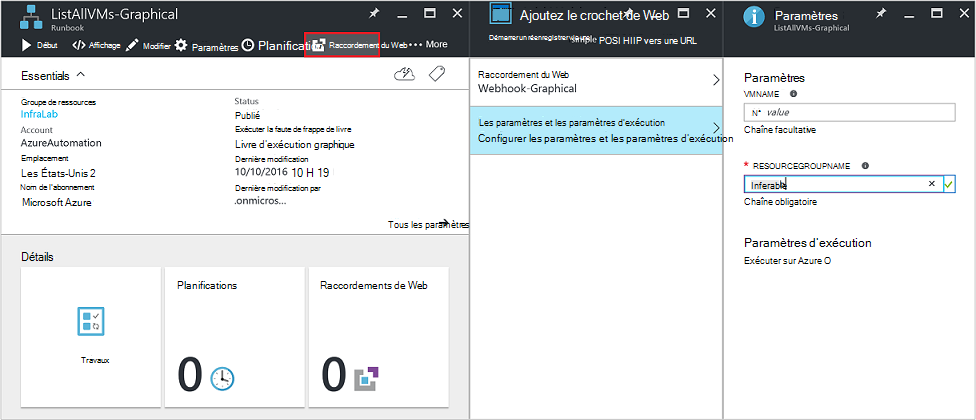 ListAllVMs-Graphical
Runbook
Début
Affichage
Modifier
Paramètres
Planification
Raccordement du Web
More
Essentials
Groupe de ressources
InfraLab
Account
AzureAutomation
Emplacement
Les États-Unis 2
Nom de l'abonnement
Microsoft Azure
Status
Publié
Exécuter la faute de frappe de livre
Livre d'exécution graphique
Dernière modification
10/10/2016 10 H 19
Dernière modification par
.onmicros...
Tous les paramètres
Détails
Travaux
Planifications
0
Raccordements de Web
0
Ajoutez le crochet de Web
Démarrer un réenregistrer via une simple POSI HIIP vers une URL
Raccordement du Web
Webhook-Graphical
Les paramètres et les paramètres d'exécution
Configurer les paramètres et les paramètres d'exécution
Paramètres
ListAllVMs-Graphical
Paramètres
VMNAME
N* value
Chaîne facultative
* RESOURCEGROUPNAME
Inferable
Chaîne obligatoire
Paramètres d'exécution
Exécuter sur Azure O